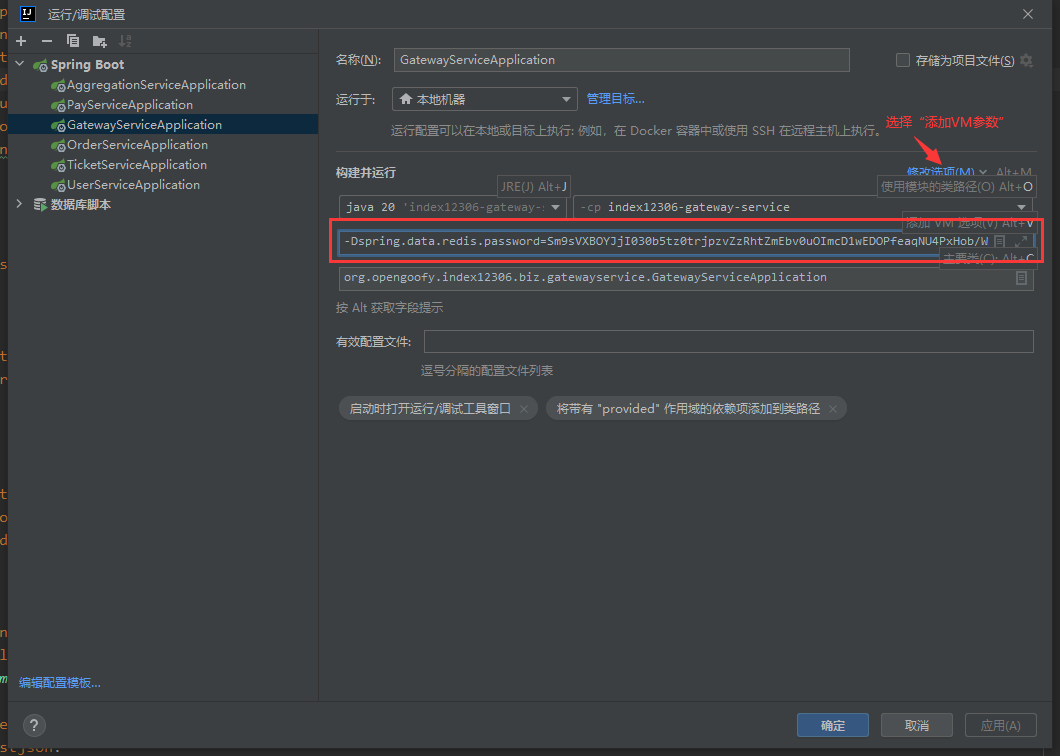 运行/调试配置
Spring Boot
AggregationServiceApplication
PayServiceApplication
GatewayServiceApplication
OrderServiceApplication
TicketServiceApplication
UserServiceApplication
数据库脚本
编辑配置模板...
名称(N): GatewayServiceApplication 存储为项目文件(S)
运行于: 本地机器 管理目标...
运行配置可以在本地或目标上执行: 例如，在 Docker 容器中或使用 SSH 在远程主机上执行。
选择“添加VM参数”
构建并运行 修改选项(M) Alt+M
JRE(J) Alt+J 使用模块的类路径(O) Alt+O
java 20 'index12306-gateway- -cp index12306-gateway-service
添加 VM 选项(V) Alt+V
-Dspring.data.redis.password=Sm9sVXBOYJjI030b5tz0trjpzvZzRhtZmEbv0uOImcD1wEDOPfeaqNU4PxHob/W
主要类(C): Alt+C
org.opengoofy.index12306.biz.gatewayservice.GatewayServiceApplication
按 Alt 获取字段提示
有效配置文件:
逗号分隔的配置文件列表
启动时打开运行/调试工具窗口 将带有 "provided" 作用域的依赖项添加到类路径
? 确定 取消 应用(A)